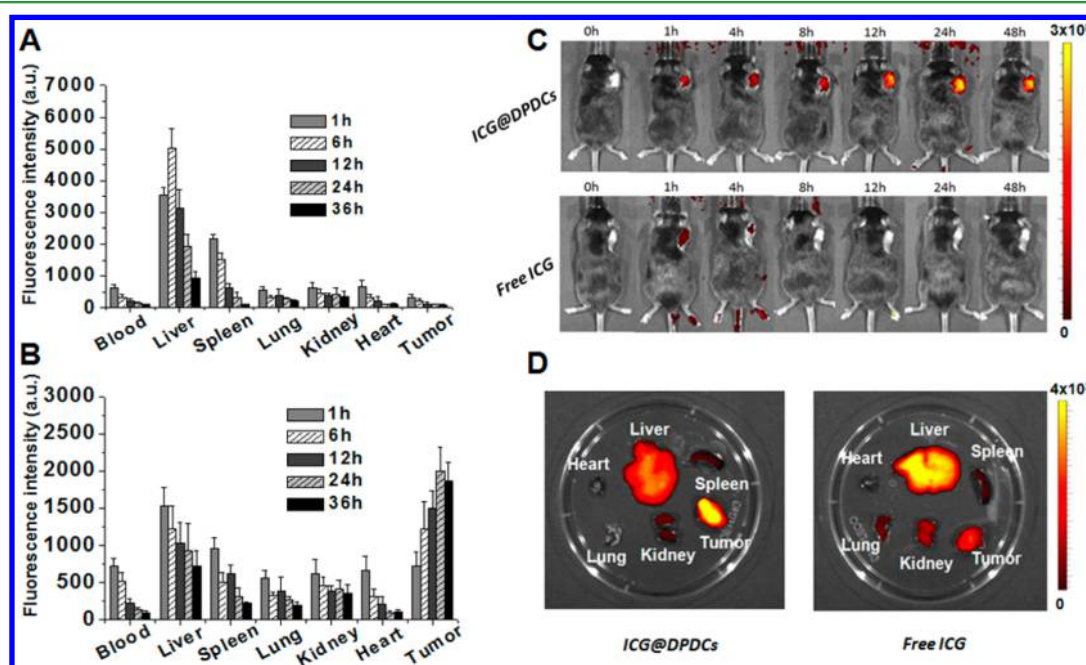 A
Fluorescence intensity (a.u.)
7000
6000
5000
4000
3000
2000
1000
0
1h
6h
12h
24h
36h
Blood
Liver
Spleen
Lung
Kidney
Heart
Tumor
B
Fluorescence intensity (a.u.)
3000
2500
2000
1500
1000
500
0
1h
6h
12h
24h
36h
Blood
Liver
Spleen
Lung
Kidney
Heart
Tumor
C
0h 1h 4h 8h 12h 24h 48h
ICG@DPDCs
0h 1h 4h 8h 12h 24h 48h
Free ICG
0
D
Liver
Heart
Spleen
Lung
Kidney
Tumor
ICG@DPDCs
Liver
Heart
Spleen
Lung
Kidney
Tumor
Free ICG
0